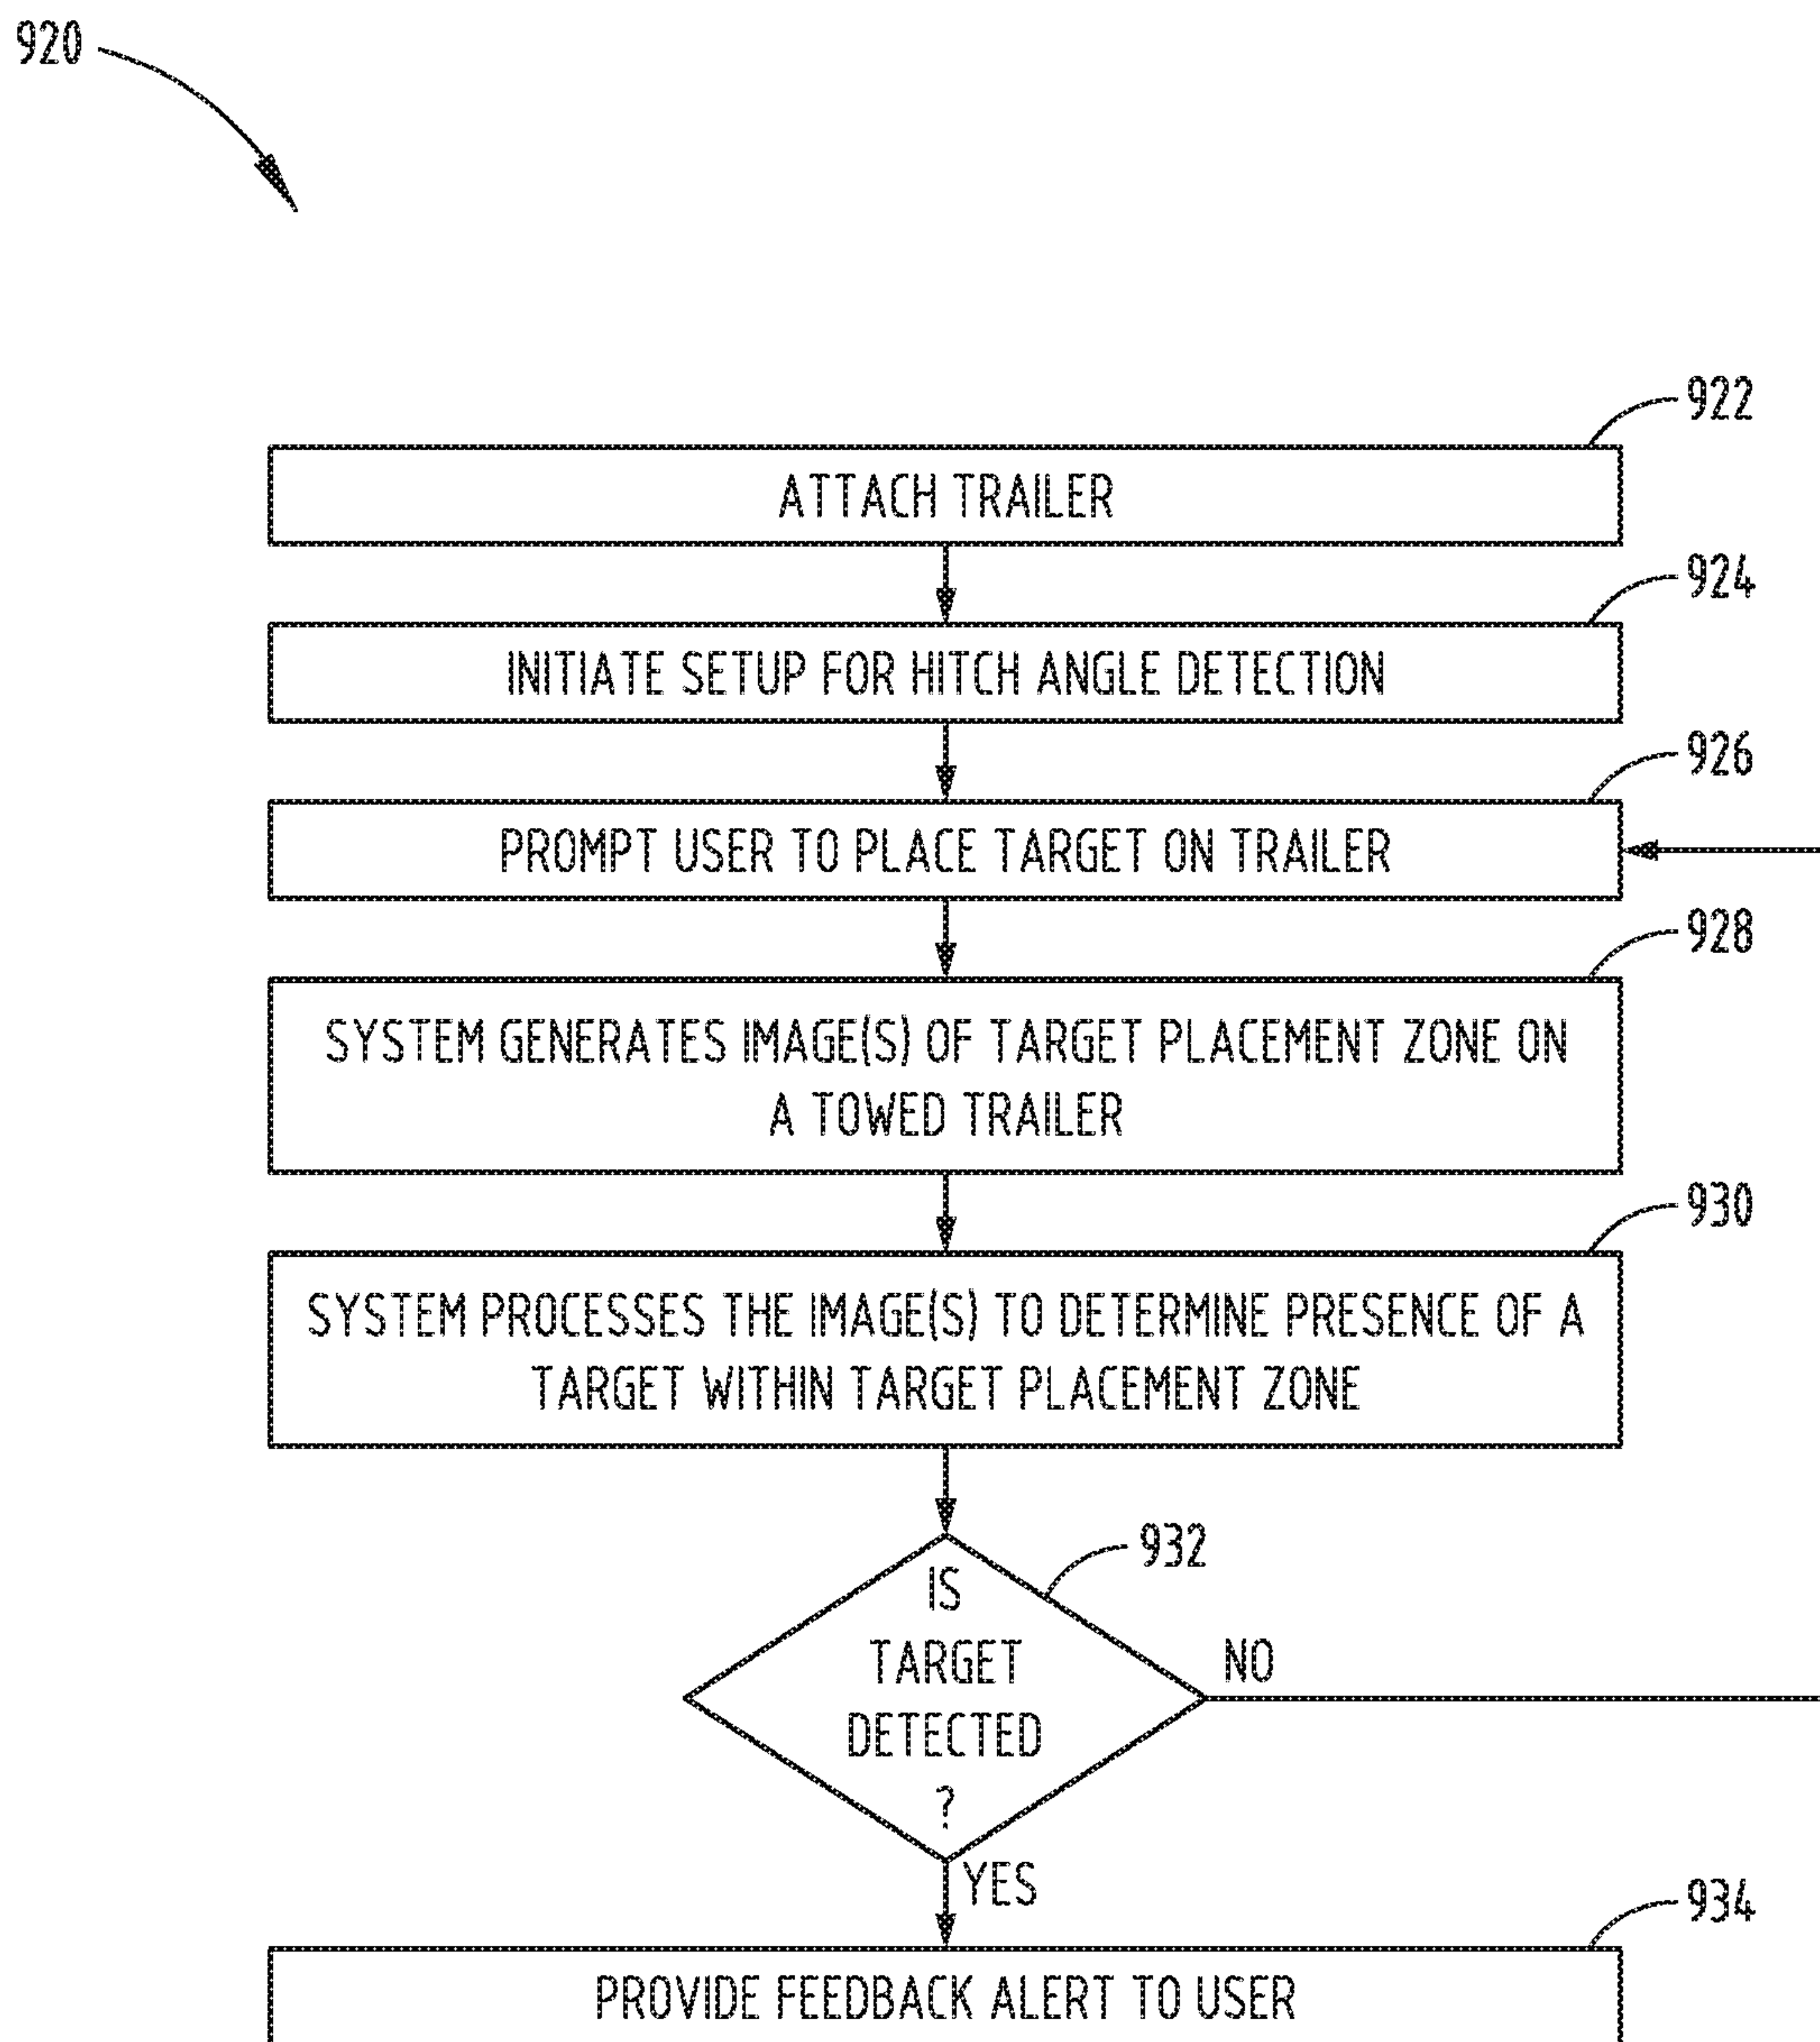 920
922
ATTACH TRAILER
924
INITIATE SETUP FOR HITCH ANGLE DETECTION
926
PROMPT USER TO PLACE TARGET ON TRAILER
928
SYSTEM GENERATES IMAGE(S) OF TARGET PLACEMENT ZONE ON
A TOWED TRAILER
930
SYSTEM PROCESSES THE IMAGE(S) TO DETERMINE PRESENCE OF A
TARGET WITHIN TARGET PLACEMENT ZONE
932
IS
TARGET
DETECTED
?
NO
YES
934
PROVIDE FEEDBACK ALERT TO USER